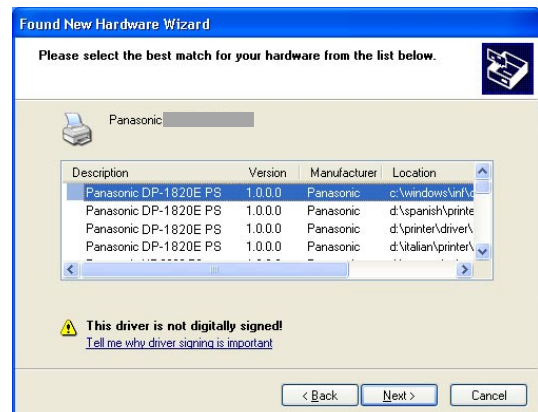 Found New Hardware Wizard
Please select the best match for your hardware from the list below.
Panasonic
Description Version Manufacturer Location
Panasonic DP-1820E PS 1.0.0.0 Panasonic c:\windows\inf\
Panasonic DP-1820E PS 1.0.0.0 Panasonic d:\spanish\printe
Panasonic DP-1820E PS 1.0.0.0 Panasonic d:\printer\driver\
Panasonic DP-1820E PS 1.0.0.0 Panasonic d:\italian\printer\
This driver is not digitally signed!
Tell me why driver signing is important
< Back Next > Cancel